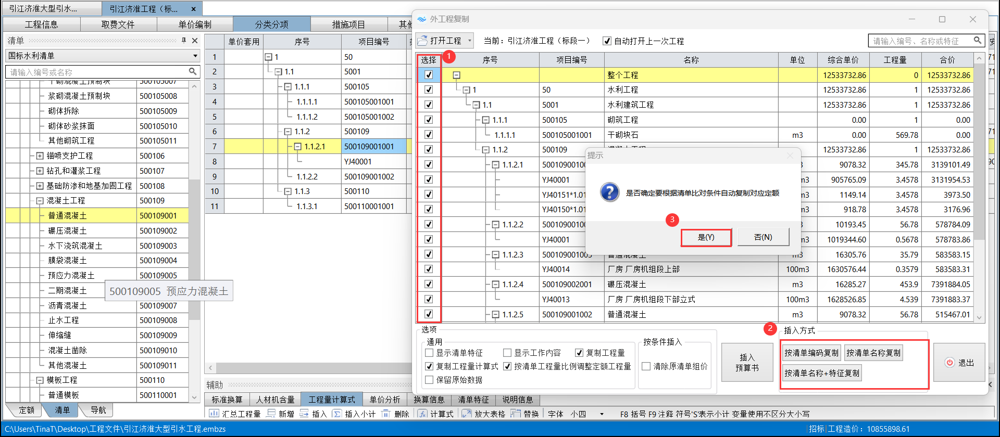 引江济淮大型引水...
引江济淮工程（标... x
工程信息 取费文件 单价编制 分类分项 措施项目 其他
清单
国标水利清单
请输入编号或名称
干砌混凝土预制块 500105007
浆砌混凝土预制块 500105008
砌体拆除 500105009
砌体砂浆抹面 500105010
其他砌筑工程 500105011
锚喷支护工程 500106
钻孔和灌浆工程 500107
基础防渗和地基加固工程 500108
混凝土工程 500109
普通混凝土 500109001
碾压混凝土 500109002
水下浇筑混凝土 500109003
膜袋混凝土 500109004
预应力混凝土 500109005
二期混凝土
500109005 预应力混凝土
沥青混凝土 500109007
止水工程 500109008
伸缩缝 500109009
混凝土凿除 500109010
其他混凝土 500109011
模板工程 500110
普通模板 500110001
定额 清单 导航
单价套用 序号 项目编号
1 1 50
2 1.1 5001
3 1.1.1 500105
4 1.1.1.1 500105001001
5 1.1.1.2 500105001002
6 1.1.2 500109
7 1.1.2.1 500109001001
8 YJ40001
9 1.1.2.2 500109001002
10 1.1.3 500110
11 1.1.3.1 500110001001
辅助
标准换算 人材机含量 工程量计算式 单价分析 换算信息 清单特征 说明信息
汇总工程量 新增 插入 插入小计 删除 计算式 放大表格 替换 字体 小四 F8 括号 F9 注释 符号'S'表示小计 变量使用不区分大小写
外工程复制
打开工程 当前：引江济淮工程（标段一） 自动打开上一次工程
请输入编号、名称或特征
1
选择 序号 项目编号 名称 单位 综合单价 工程量 合价
整个工程 12533732.86 0 12533732.86
1 50 水利工程 12533732.86 1 12533732.86
1.1 5001 水利建筑工程 12533732.86 1 12533732.86
1.1.1 500105 砌筑工程 0.00 1 0.00
1.1.1.1 500105001001 干砌块石 m3 0.00 569.78 0.00
1.1.2 500109 混凝土工程 12533732.86 1 12533732.86
1.1.2.1 50010900100 3 9078.32 345.78 3139101.49
YJ40001 m3 905765.09 3.4578 3131954.53
YJ40151*1.01 m3 1149.14 3.4578 3973.50
YJ40150*1.01 m3 918.78 3.4578 3176.96
1.1.2.2 50010900100 3 10193.45 56.78 578784.09
YJ40001 m3 1019344.60 0.5678 578783.86
1.1.2.3 500109001003 普通混凝土 m3 16305.76 35.79 583583.15
YJ40014 厂房 厂房机组段上部 100m3 1630576.44 0.3579 583583.31
1.1.2.4 500109002001 碾压混凝土 m3 16285.27 453.9 7391884.05
YJ40013 厂房 厂房机组段下部立式 100m3 1628526.85 4.539 7391883.37
1.1.2.5 500109001002 普通混凝土 m3 9078.32 56.78 515467.01
提示
是否确定要根据清单比对条件自动复制对应定额
3
是(Y) 否(N)
选项
通用
显示清单特征 显示工作内容 复制工程量
复制工程量计算式 按清单工程量比例调整定额工程量
保留原始数据
按条件插入
清除原清单组价
插入
预算书
2
插入方式
按清单编码复制 按清单名称复制
按清单名称+特征复制
退出
C:\Users\TinaT\Desktop\工程文件\引江济淮大型引水工程.embzs
招标 工程造价：10855898.61